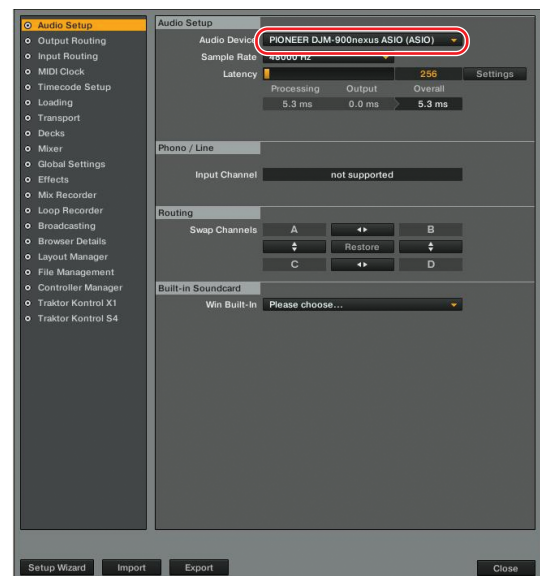 Audio Setup
Output Routing
Input Routing
MIDI Clock
Timecode Setup
Loading
Transport
Decks
Mixer
Global Settings
Effects
Mix Recorder
Loop Recorder
Broadcasting
Browser Details
Layout Manager
File Management
Controller Manager
Traktor Kontrol X1
Traktor Kontrol S4
Audio Setup
Audio Device PIONEER DJM-900nexus ASIO (ASIO)
Sample Rate 48000 Hz
Latency 256 Settings
Processing Output Overall
5.3 ms 0.0 ms 5.3 ms
Phono / Line
Input Channel not supported
Routing
Swap Channels A B
Restore
C D
Built-in Soundcard
Win Built-In Please choose...
Setup Wizard Import Export Close